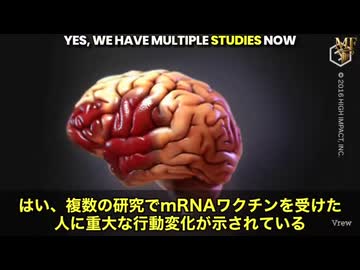 YES, WE HAVE MULTIPLE STUDIES NOW
© 2016 HIGH IMPACT, INC.
はい、複数の研究でmRNAワクチンを受けた
人に重大な行動変化が示されている
Vrew